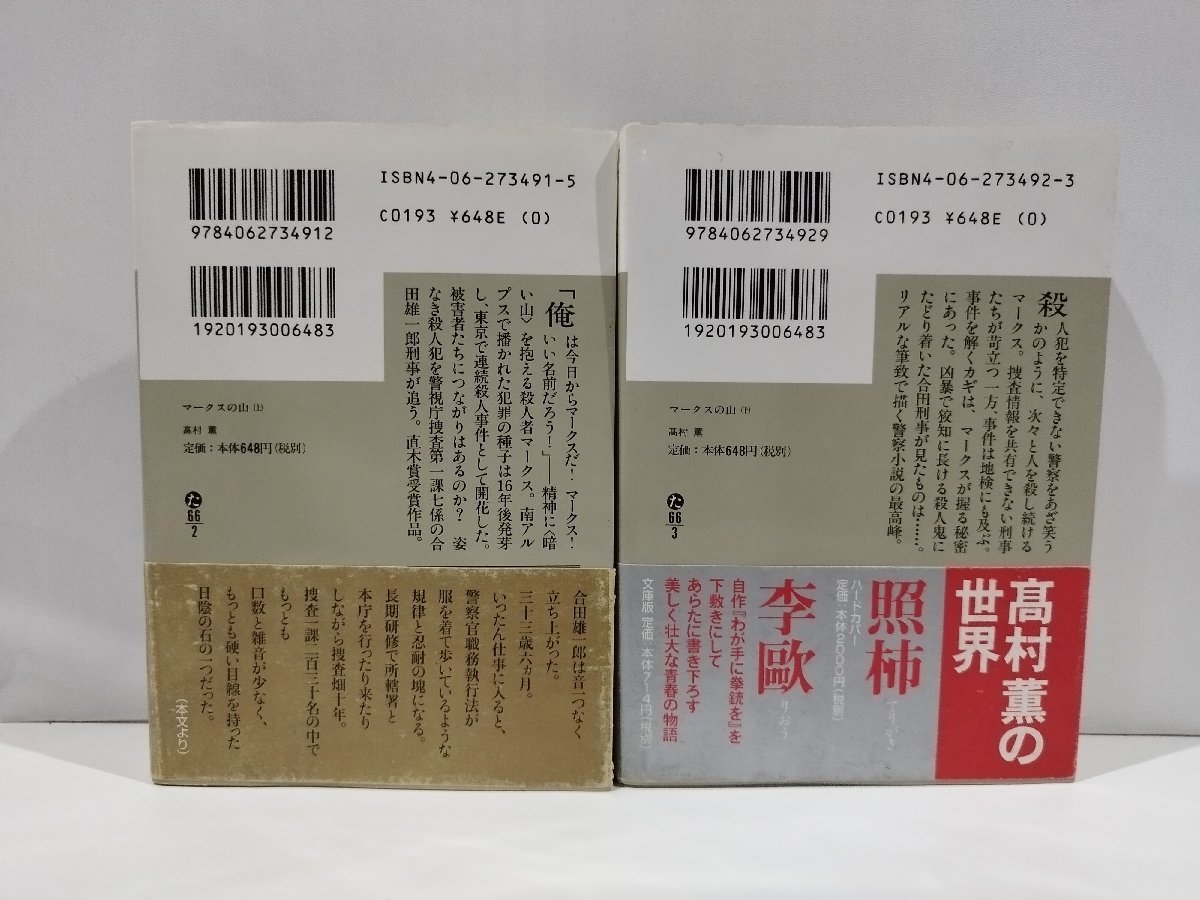 ISBN4-06-273491-5
C0193 ¥648E (0)
9784062734912
1920193006483
「俺は今日からマークスだ！マークス！
いい名前だろう！」――精神に〈暗
い山〉を抱える殺人者マークス。南アル
プスで播かれた犯罪の種子は16年後発芽
し、東京で連続殺人事件として開花した。
被害者たちにつながりはあるのか？　姿
なき殺人犯を警視庁捜査第一課七係の合
田雄一郎刑事が追う。直木賞受賞作品。
マークスの山（上）
高村 薫
定価：本体648円（税別）
た
66
2
合田雄一郎は音一つなく
立ち上がった。
三十三歳六カ月。
いったん仕事に入ると、
警察官職務執行法が
服を着て歩いているような
規律と忍耐の塊になる。
長期研修で所轄署と
本庁を行ったり来たり
しながら捜査畑十年。
捜査一課二百三十名の中で
もっとも
口数と雑音が少なく、
もっとも硬い目線を持った
日陰の石の一つだった。
（本文より）
ISBN4-06-273492-3
C0193 ¥648E (0)
9784062734929
1920193006483
殺人犯を特定できない警察をあざ笑う
かのように、次々と人を殺し続ける
マークス。捜査情報を共有できない刑事
たちが苛立つ一方、事件は地検にも及ぶ。
事件を解くカギは、マークスが握る秘密
にあった。凶暴で狡知に長ける殺人鬼に
たどり着いた合田刑事が見たものは……。
リアルな筆致で描く警察小説の最高峰。
マークスの山（下）
高村 薫
定価：本体648円（税別）
た
66
3
髙村薫の
世界
照柿
てりがき
ハードカバー
定価：本体2000円（税別）
李歐
りおう
自作『わが手に拳銃を』を
下敷きにして
あらたに書き下ろす
美しく壮大な青春の物語
文庫版 定価：本体714円（税別）